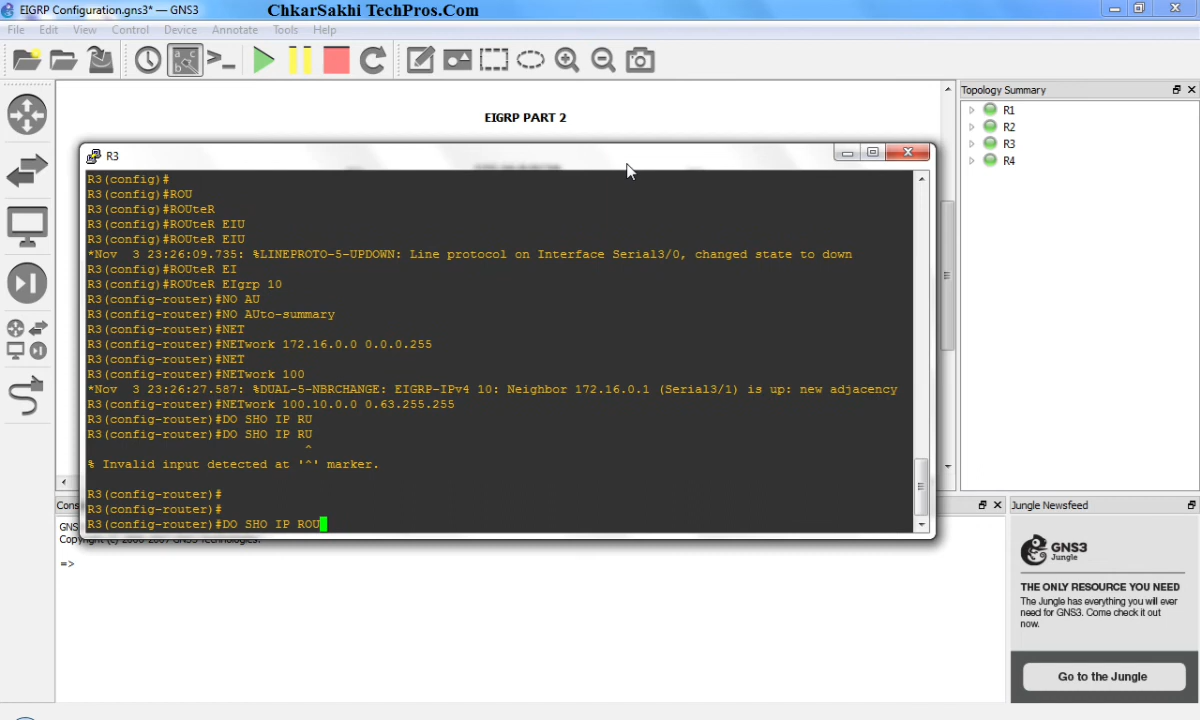 EIGRP Configuration.gns3* — GNS3
ChkarSakhi TechPros.Com
File Edit View Control Device Annotate Tools Help
EIGRP PART 2
Topology Summary
R1
R2
R3
R4
R3
R3(config)#
R3(config)#ROU
R3(config)#ROUteR
R3(config)#ROUteR EIU
R3(config)#ROUteR EIU
*Nov  3 23:26:09.735: %LINEPROTO-5-UPDOWN: Line protocol on Interface Serial3/0, changed state to down
R3(config)#ROUteR EI
R3(config)#ROUteR EIgrp 10
R3(config-router)#NO AU
R3(config-router)#NO AUto-summary
R3(config-router)#NET
R3(config-router)#NETwork 172.16.0.0 0.0.0.255
R3(config-router)#NET
R3(config-router)#NETwork 100
*Nov  3 23:26:27.587: %DUAL-5-NBRCHANGE: EIGRP-IPv4 10: Neighbor 172.16.0.1 (Serial3/1) is up: new adjacency
R3(config-router)#NETwork 100.10.0.0 0.63.255.255
R3(config-router)#DO SHO IP RU
R3(config-router)#DO SHO IP RU
^
% Invalid input detected at '^' marker.
R3(config-router)#
R3(config-router)#
R3(config-router)#DO SHO IP ROU
Cons
GNS
Copyright (c) 2006-2007 GNS3 Technologies.
=>
Jungle Newsfeed
GNS3
Jungle
THE ONLY RESOURCE YOU NEED
The Jungle has everything you will ever
need for GNS3. Come check it out
now.
Go to the Jungle